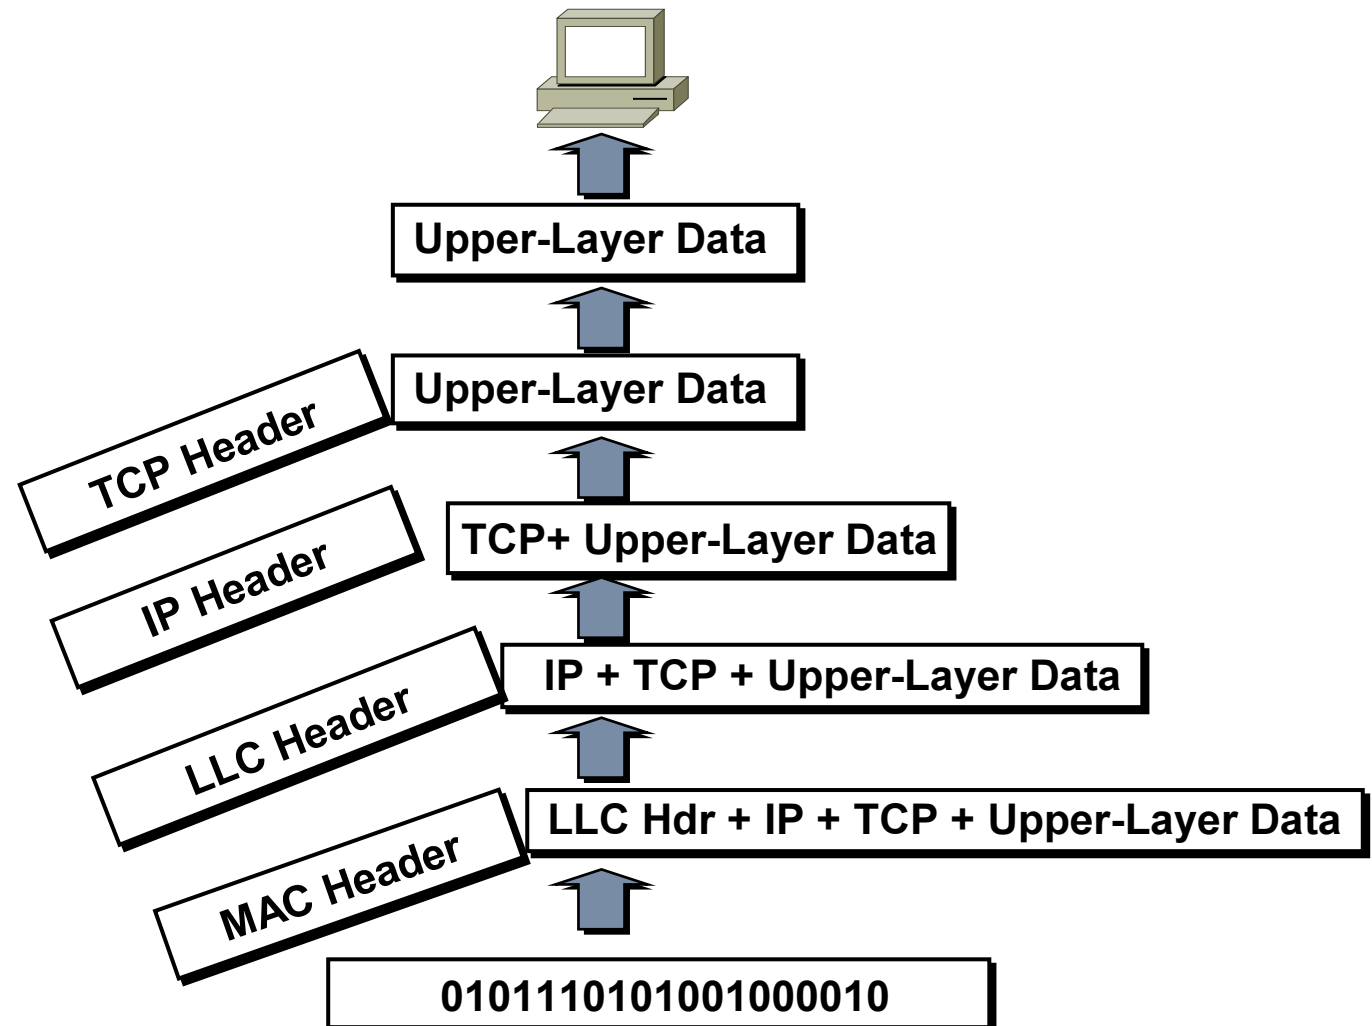 Upper-Layer Data
Upper-Layer Data
TCP Header
TCP+ Upper-Layer Data
IP Header
IP + TCP + Upper-Layer Data
LLC Header
LLC Hdr + IP + TCP + Upper-Layer Data
MAC Header
0101110101001000010